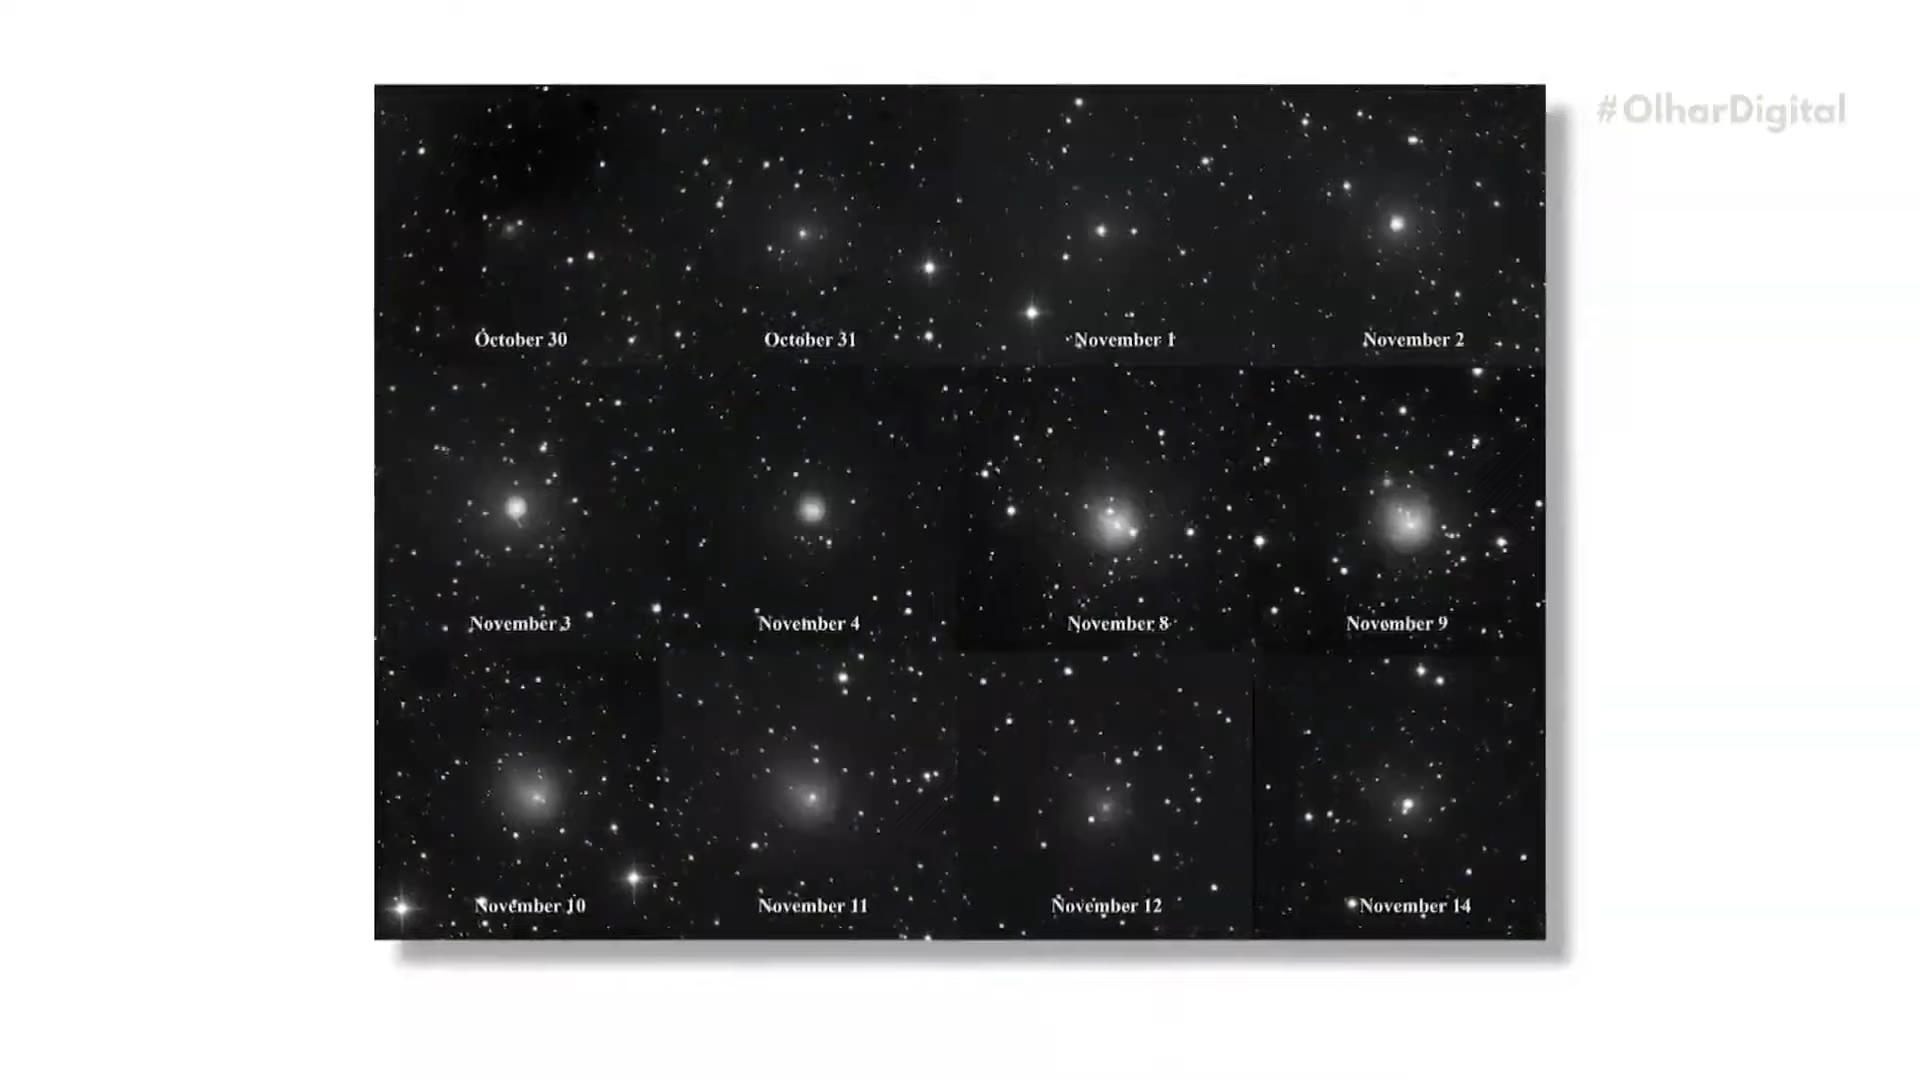 #OlharDigital
October 30
October 31
November 1
November 2
November 3
November 4
November 8
November 9
November 10
November 11
November 12
November 14